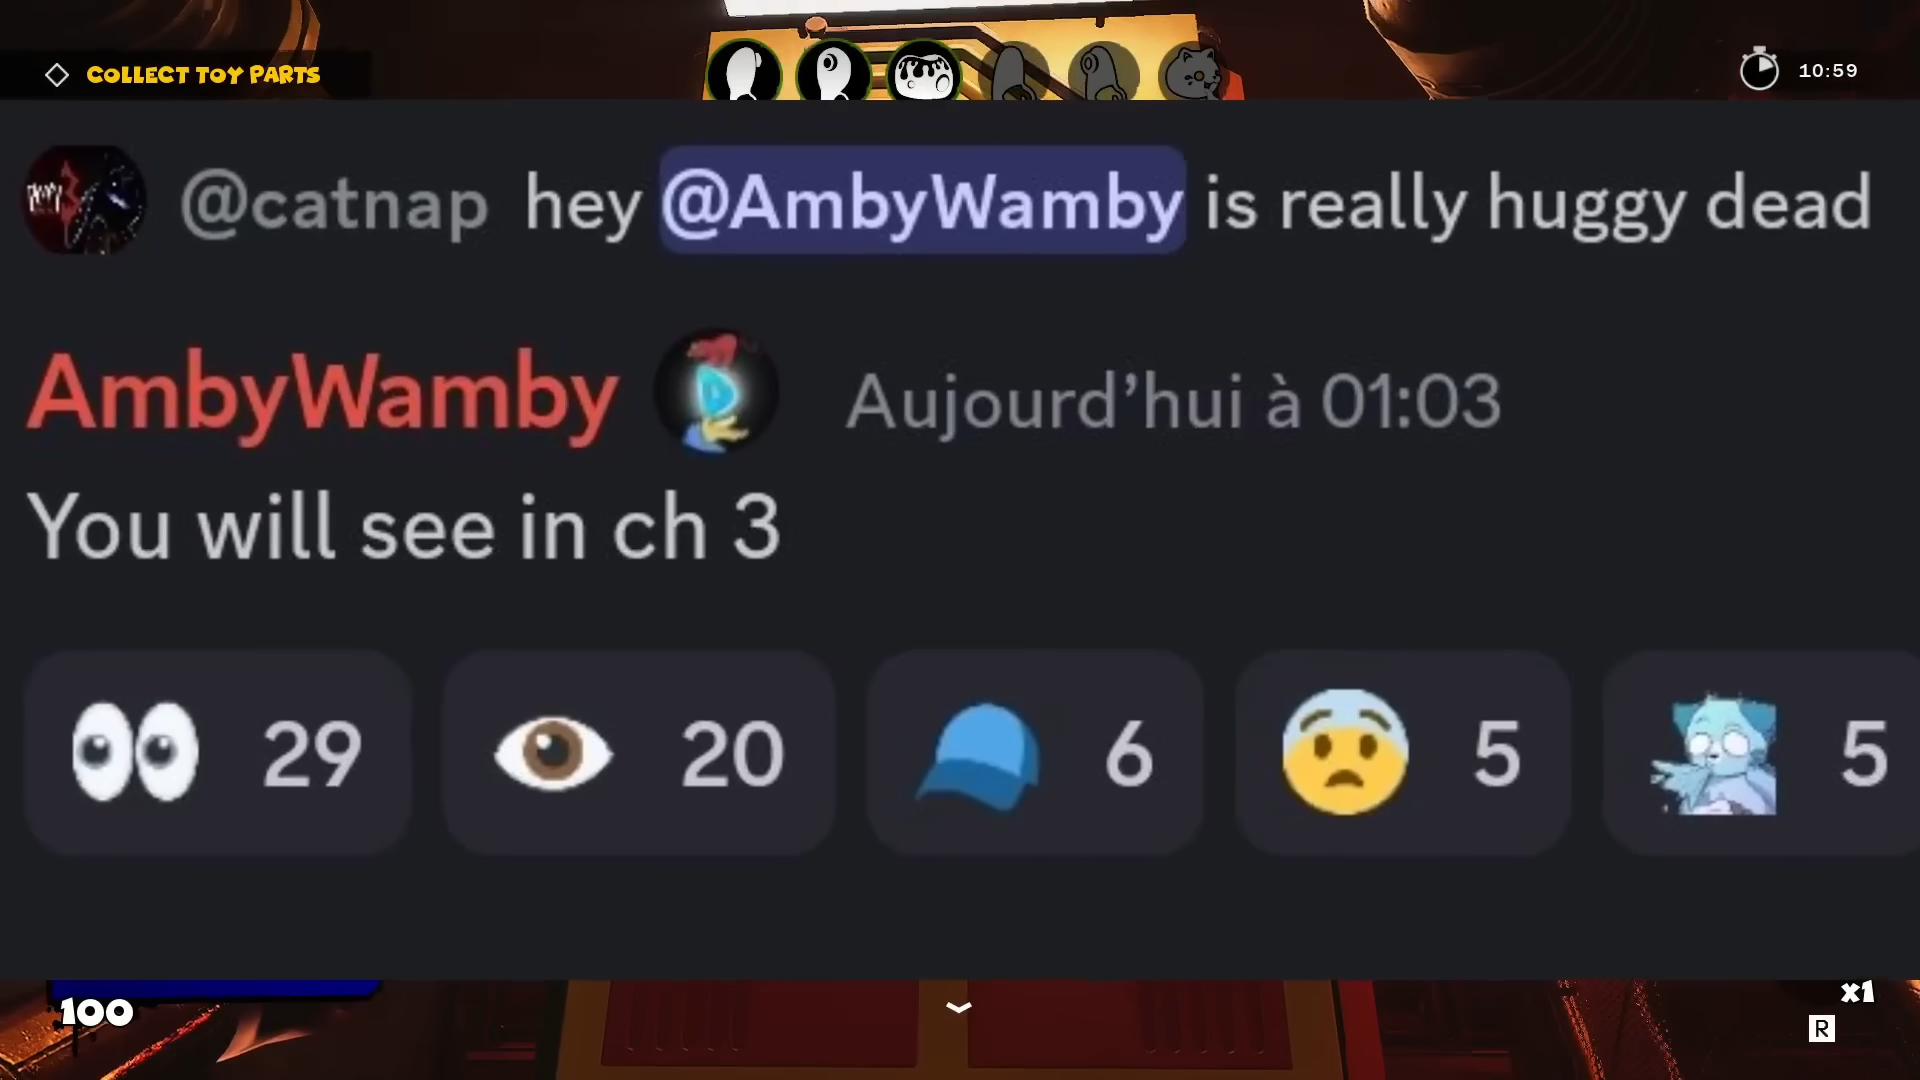 COLLECT TOY PARTS
10:59
@catnap hey @AmbyWamby is really huggy dead
AmbyWamby Aujourd’hui à 01:03
You will see in ch 3
29 20 6 5 5
100
x1
R